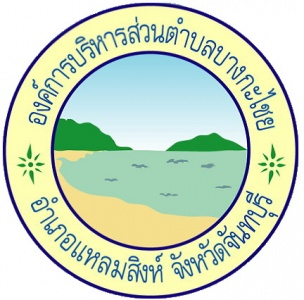 องค์การบริหารส่วนตำบลบางกะไชย
อำเภอแหลมสิงห์ จังหวัดจันทบุรี